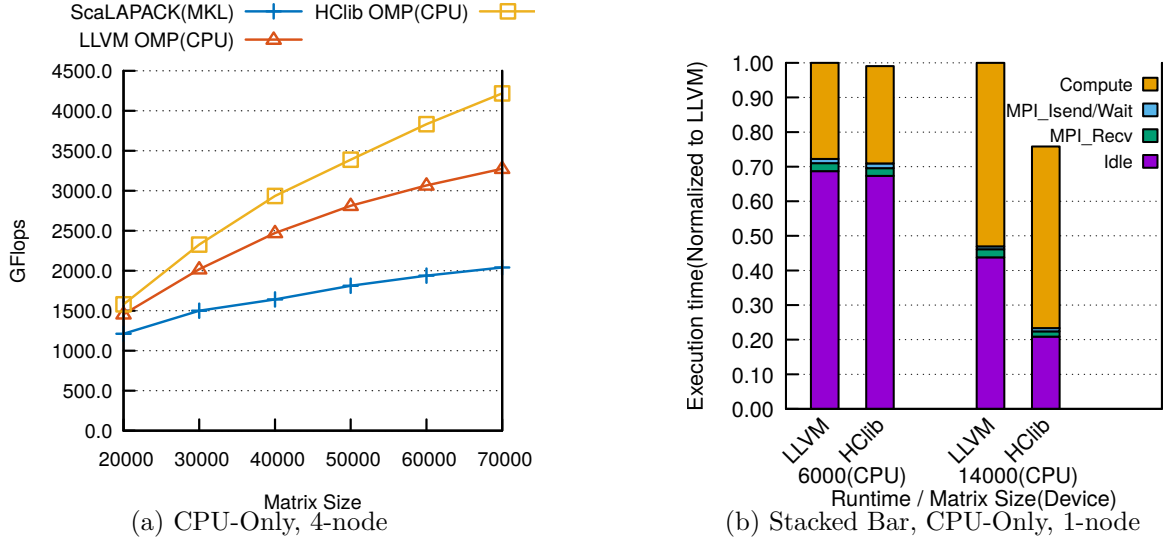 ScaLAPACK(MKL)
HClib OMP(CPU)
LLVM OMP(CPU)
4500.0
4000.0
3500.0
3000.0
2500.0
2000.0
1500.0
1000.0
500.0
0.0
GFlops
20000 30000 40000 50000 60000 70000
Matrix Size
(a) CPU-Only, 4-node
Execution time(Normalized to LLVM)
1.00
0.90
0.80
0.70
0.60
0.50
0.40
0.30
0.20
0.10
0.00
Compute
MPI_Isend/Wait
MPI_Recv
Idle
LLVM HClib LLVM HClib
6000(CPU) 14000(CPU)
Runtime / Matrix Size(Device)
(b) Stacked Bar, CPU-Only, 1-node